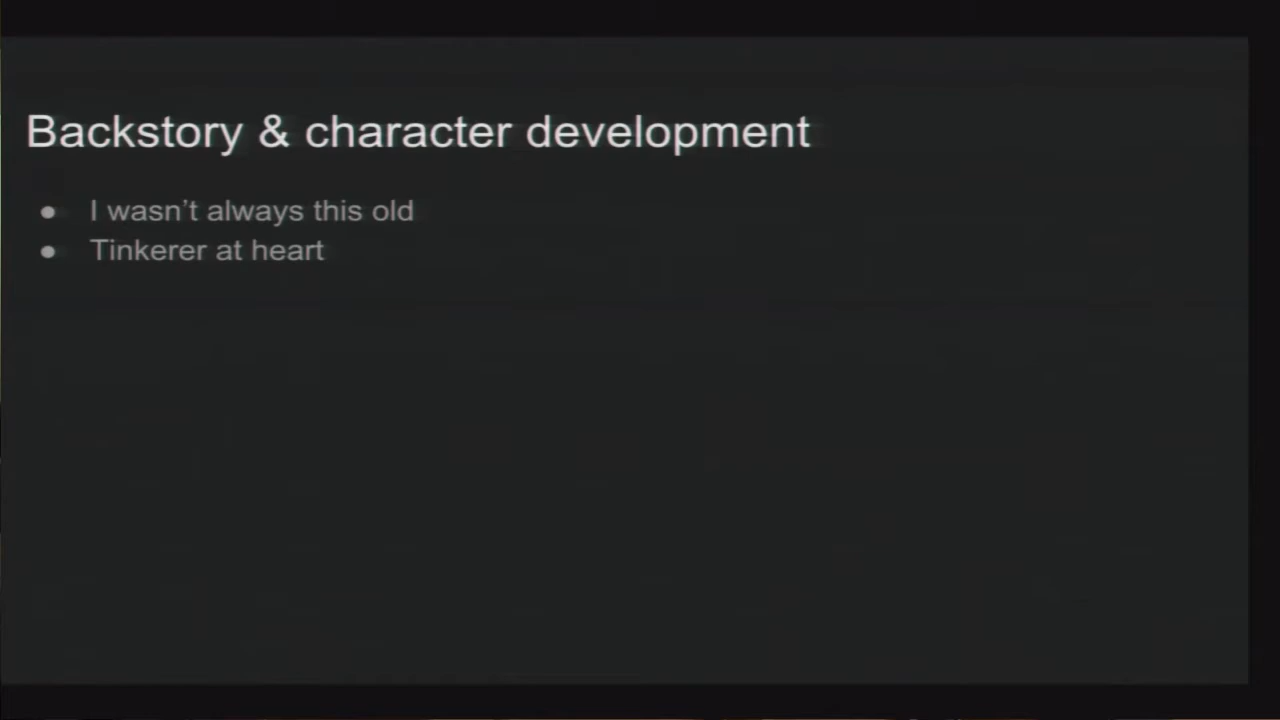 Backstory & character development
● I wasn’t always this old
● Tinkerer at heart